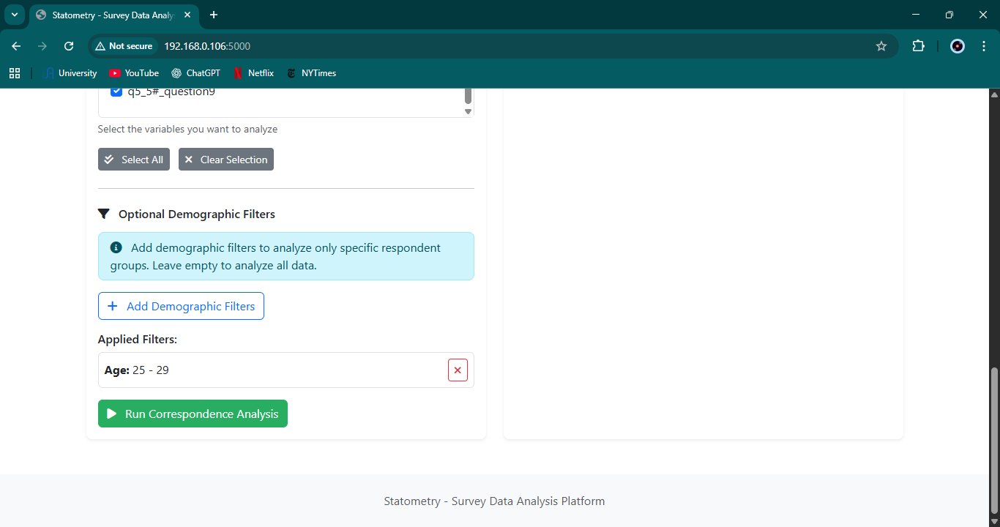 Statometry - Survey Data Analy
Not secure
192.168.0.106:5000
University
YouTube
ChatGPT
Netflix
NYTimes
q5_5#_question9
Select the variables you want to analyze
Select All
Clear Selection
Optional Demographic Filters
Add demographic filters to analyze only specific respondent
groups. Leave empty to analyze all data.
Add Demographic Filters
Applied Filters:
Age: 25 - 29
Run Correspondence Analysis
Statometry - Survey Data Analysis Platform